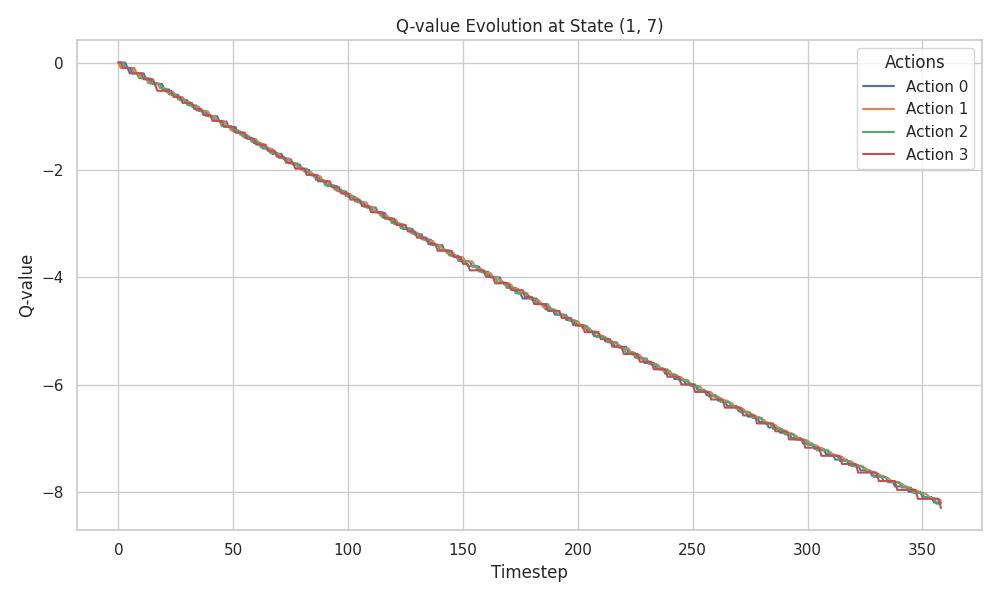 Q-value Evolution at State (1, 7)
Actions
Action 0
Action 1
Action 2
Action 3
Q-value
0
−2
−4
−6
−8
0 50 100 150 200 250 300 350
Timestep